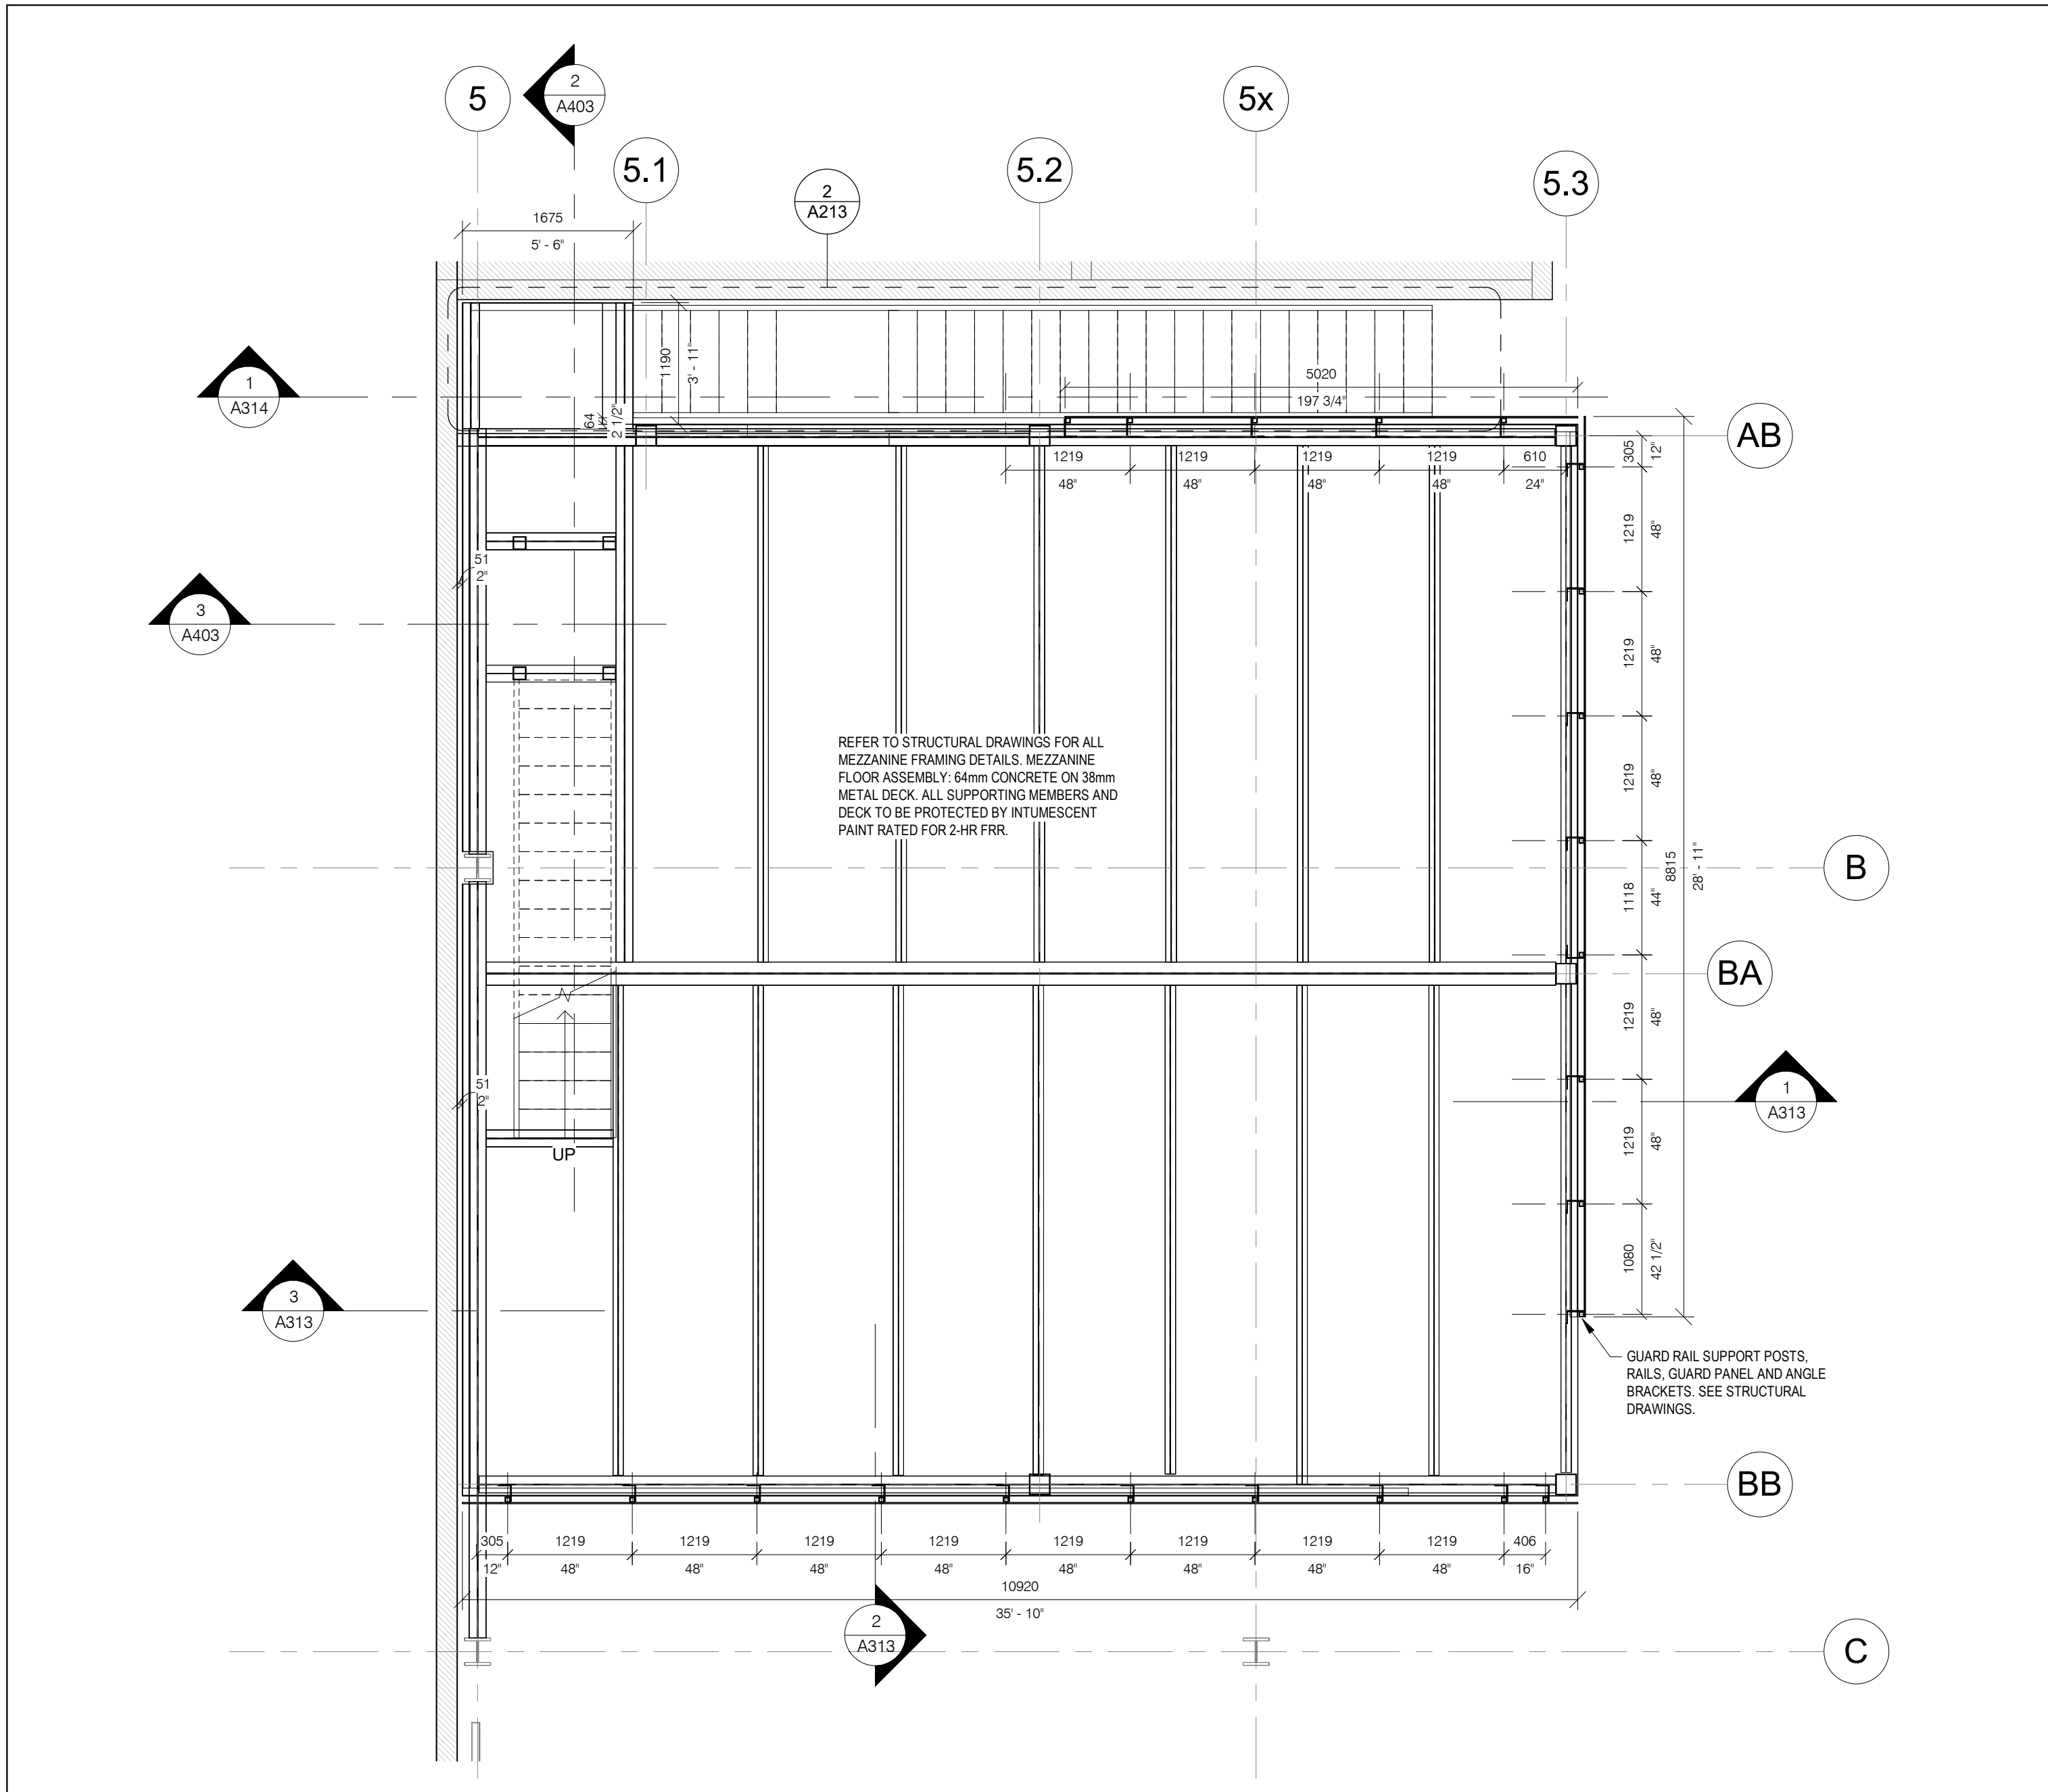 5
2
A403
5x
5.1
5.2
5.3
2
A213
1675
5' - 6"
1190
3' - 11"
64
2 1/2"
5020
197 3/4"
1
A314
AB
1219
1219
1219
1219
610
48"
48"
48"
48"
24"
305
12"
1219
48"
51
2"
3
A403
1219
48"
1219
48"
REFER TO STRUCTURAL DRAWINGS FOR ALL
MEZZANINE FRAMING DETAILS. MEZZANINE
FLOOR ASSEMBLY: 64mm CONCRETE ON 38mm
METAL DECK. ALL SUPPORTING MEMBERS AND
DECK TO BE PROTECTED BY INTUMESCENT
PAINT RATED FOR 2-HR FRR.
B
8815
28' - 11"
1118
44"
BA
1219
48"
51
2"
1
A313
UP
1219
48"
1080
42 1/2"
3
A313
GUARD RAIL SUPPORT POSTS,
RAILS, GUARD PANEL AND ANGLE
BRACKETS. SEE STRUCTURAL
DRAWINGS.
BB
305
1219
1219
1219
1219
1219
1219
1219
1219
406
12"
48"
48"
48"
48"
48"
48"
48"
48"
16"
10920
35' - 10"
2
A313
C